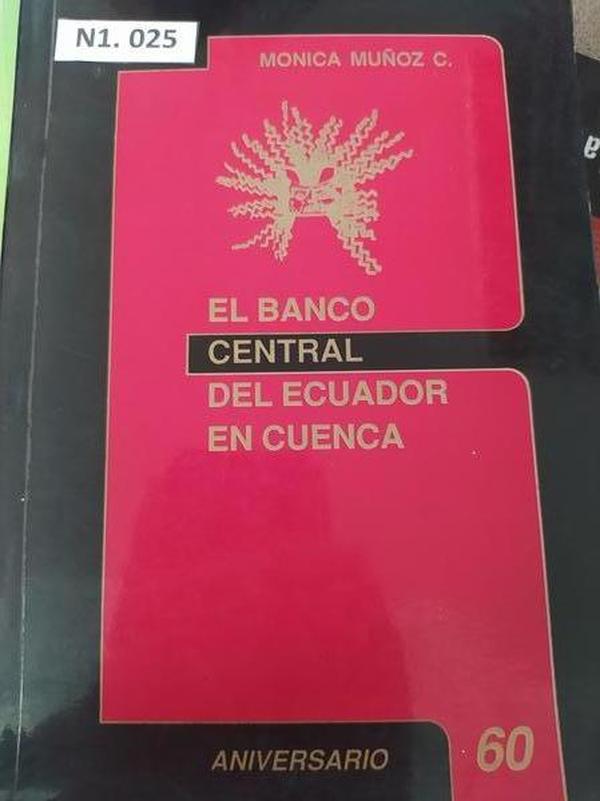 N1. 025
MONICA MUÑOZ C.
EL BANCO
CENTRAL
DEL ECUADOR
EN CUENCA
ANIVERSARIO 60